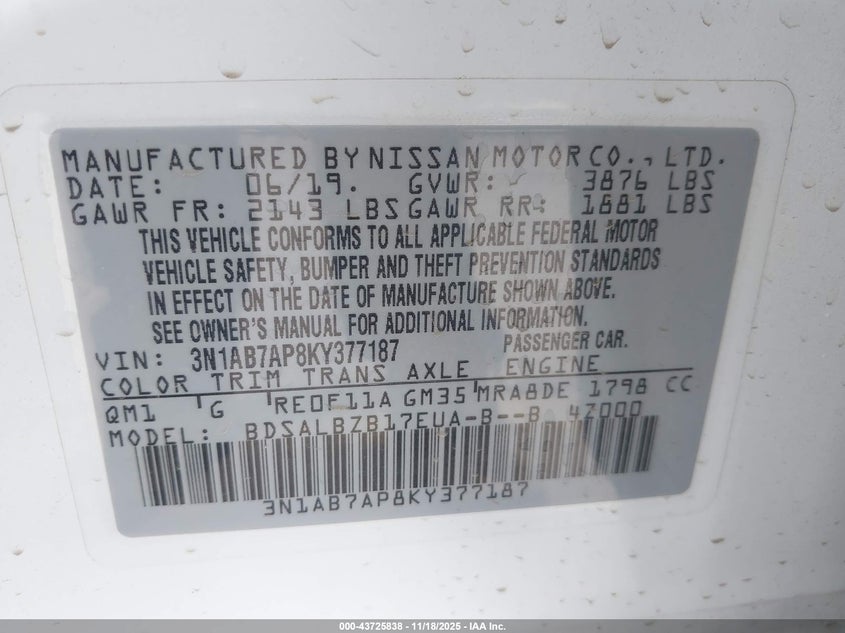 MANUFACTURED BY NISSAN MOTOR CO., LTD.
DATE: 06/19. GVWR: 3876 LBS
GAWR FR: 2143 LBS GAWR RR: 1881 LBS
THIS VEHICLE CONFORMS TO ALL APPLICABLE FEDERAL MOTOR
VEHICLE SAFETY, BUMPER AND THEFT PREVENTION STANDARDS
IN EFFECT ON THE DATE OF MANUFACTURE SHOWN ABOVE.
SEE OWNER'S MANUAL FOR ADDITIONAL INFORMATION.
VIN: 3N1AB7AP8KY377187 PASSENGER CAR.
COLOR TRIM TRANS AXLE ENGINE
QM1 G RE0F11A GM35 MRA8DE 1798 CC
MODEL: BDSALBZB17EUA-B--B 4Z000
3N1AB7AP8KY377187
000-43725838 - 11/18/2025 - IAA Inc.